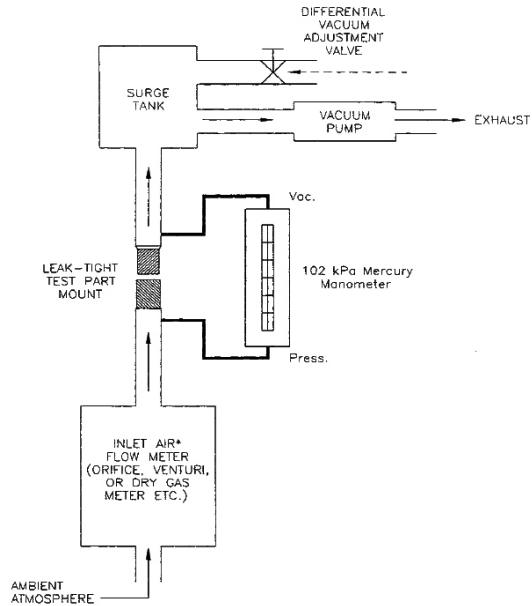 DIFFERENTIAL
VACUUM
ADJUSTMENT
VALVE
SURGE
TANK
VACUUM
PUMP
EXHAUST
Vac.
LEAK-TIGHT
TEST PART
MOUNT
102 kPa Mercury
Manometer
Press.
INLET AIR*
FLOW METER
(ORIFICE, VENTURI,
OR DRY GAS
METER ETC.)
AMBIENT
ATMOSPHERE